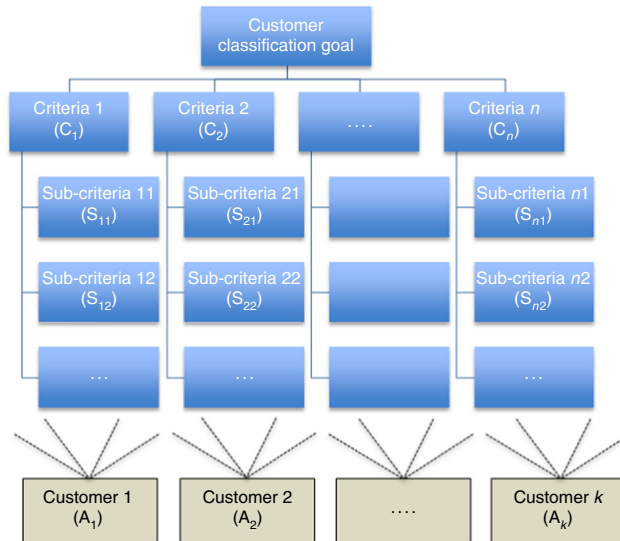 Customer
classification goal
Criteria 1
(C₁)
Criteria 2
(C₂)
....
Criteria n
(Cₙ)
Sub-criteria 11
(S₁₁)
Sub-criteria 21
(S₂₁)
Sub-criteria n1
(Sₙ₁)
Sub-criteria 12
(S₁₂)
Sub-criteria 22
(S₂₂)
Sub-criteria n2
(Sₙ₂)
...
...
...
Customer 1
(A₁)
Customer 2
(A₂)
....
Customer k
(Aₖ)